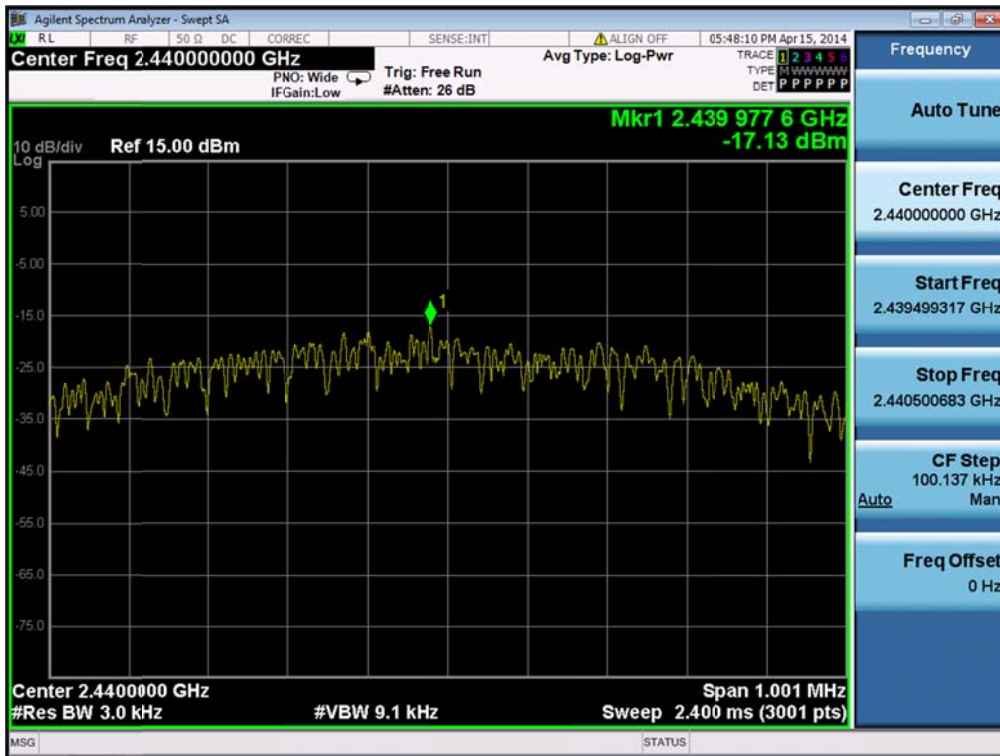 Agilent Spectrum Analyzer - Swept SA
LXI RL RF 50 Ω DC CORREC SENSE:INT ALIGN OFF 05:48:10 PM Apr 15, 2014
Center Freq 2.440000000 GHz
PNO: Wide
IFGain:Low
Trig: Free Run
#Atten: 26 dB
Avg Type: Log-Pwr
TRACE 1 2 3 4 5 6
TYPE M WWWWW
DET P P P P P P
Mkr1 2.439 977 6 GHz
-17.13 dBm
10 dB/div Ref 15.00 dBm
Log
5.00
-5.00
-15.0
-25.0
-35.0
-45.0
-55.0
-65.0
-75.0
1
Center 2.4400000 GHz Span 1.001 MHz
#Res BW 3.0 kHz #VBW 9.1 kHz Sweep 2.400 ms (3001 pts)
MSG STATUS
Frequency
Auto Tune
Center Freq
2.440000000 GHz
Start Freq
2.439499317 GHz
Stop Freq
2.440500683 GHz
CF Step
100.137 kHz
Auto Man
Freq Offset
0 Hz